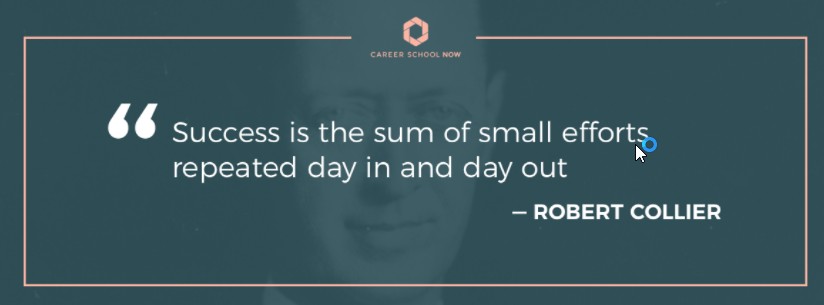 CAREER SCHOOL NOW
“ Success is the sum of small efforts
repeated day in and day out
— ROBERT COLLIER